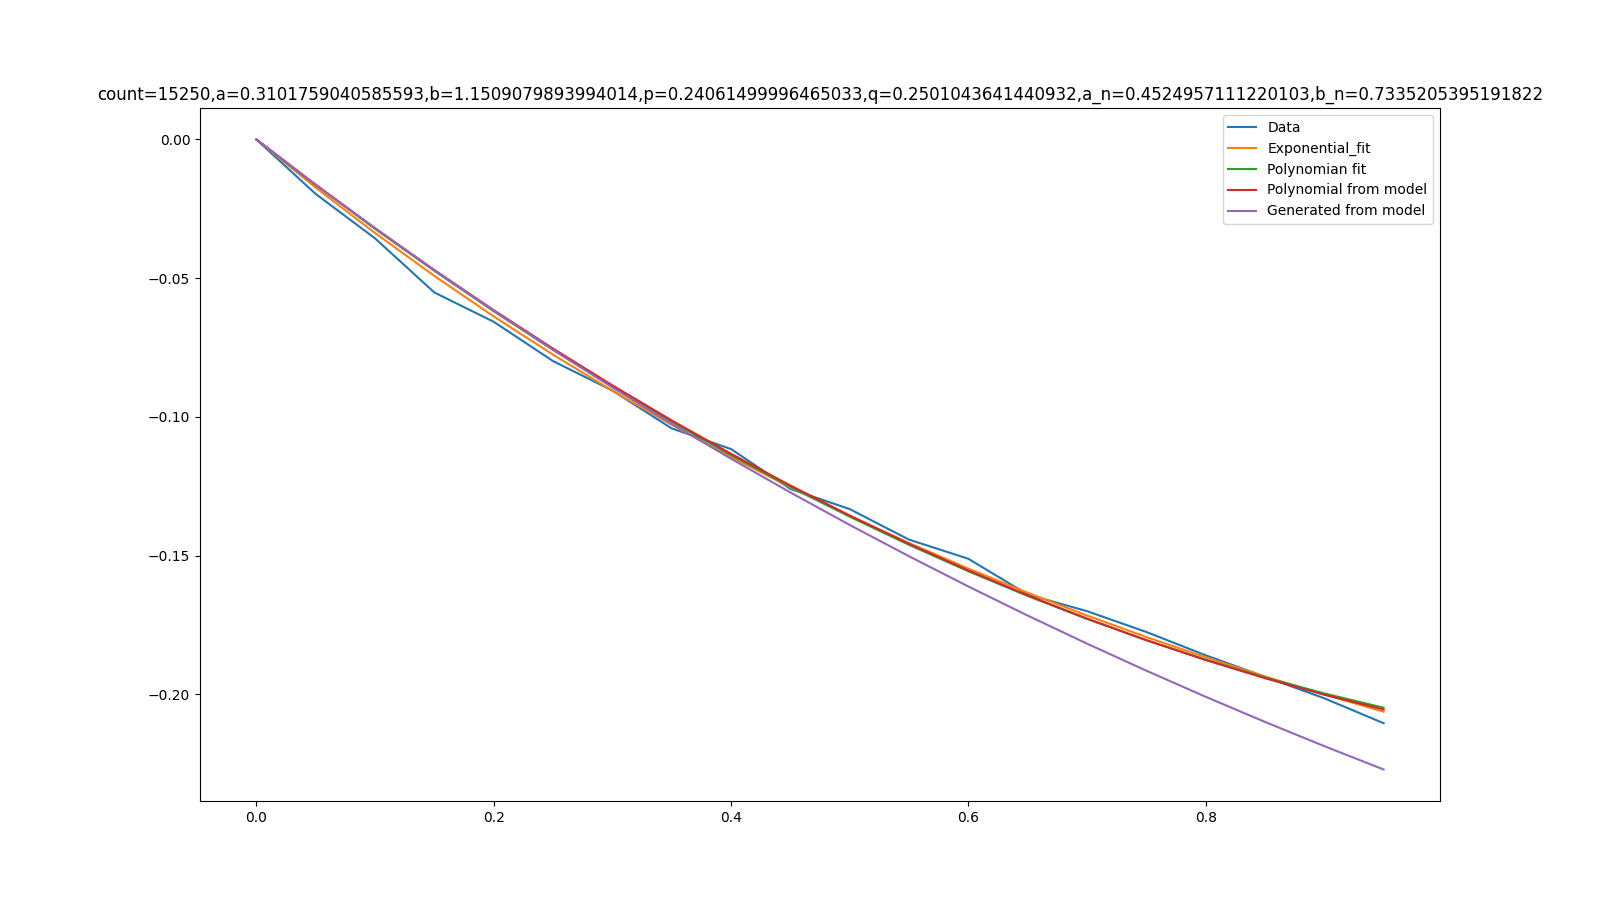 count=15250,a=0.3101759040585593,b=1.1509079893994014,p=0.24061499996465033,q=0.2501043641440932,a_n=0.4524957111220103,b_n=0.7335205395191822
Data
Exponential_fit
Polynomian fit
Polynomial from model
Generated from model
0.00
−0.05
−0.10
−0.15
−0.20
0.0 0.2 0.4 0.6 0.8